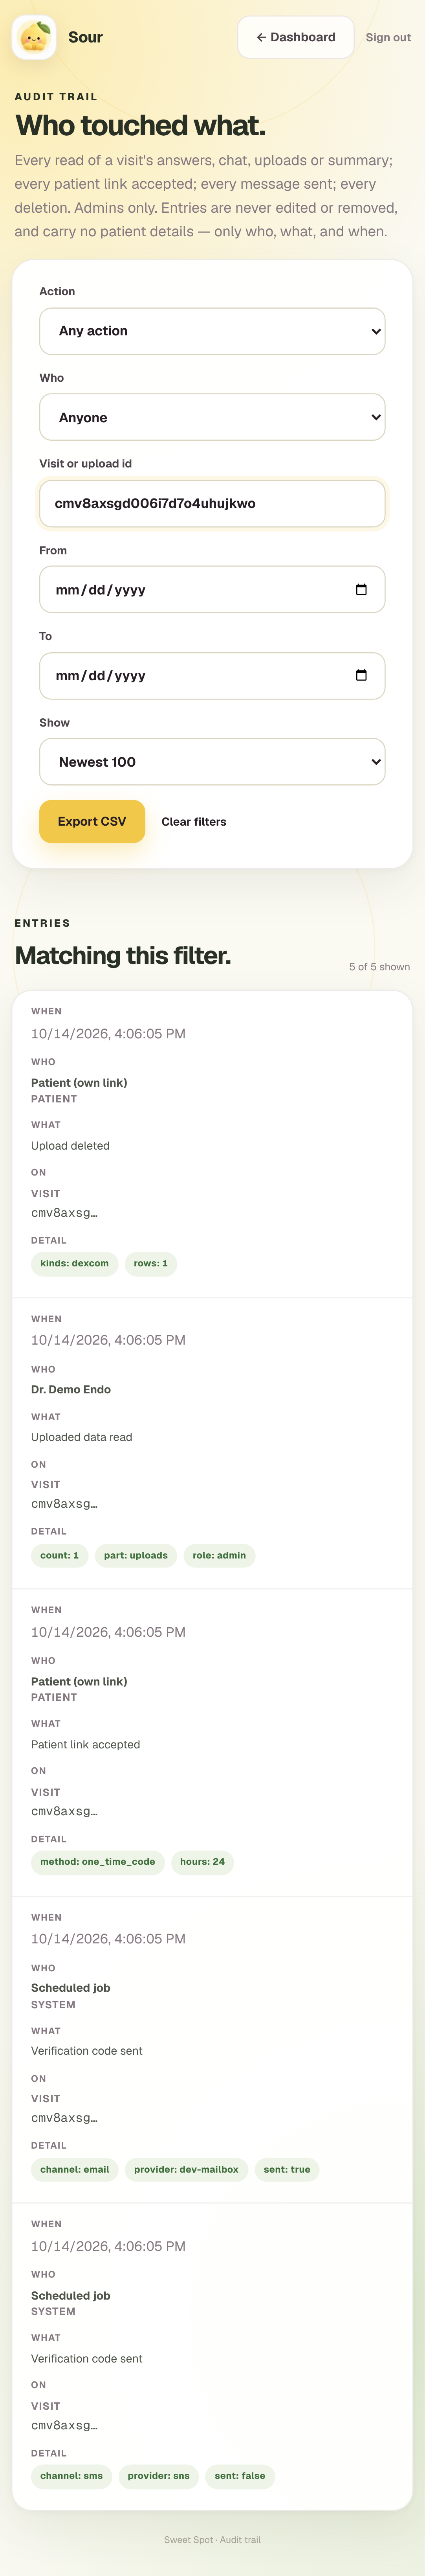 Sour
← Dashboard
Sign out
AUDIT TRAIL
Who touched what.
Every read of a visit's answers, chat, uploads or summary;
every patient link accepted; every message sent; every
deletion. Admins only. Entries are never edited or removed,
and carry no patient details — only who, what, and when.
Action
Any action
Who
Anyone
Visit or upload id
cmv8axsgd006i7d7o4uhujkwo
From
mm/dd/yyyy
To
mm/dd/yyyy
Show
Newest 100
Export CSV
Clear filters
ENTRIES
Matching this filter.
5 of 5 shown
WHEN
10/14/2026, 4:06:05 PM
WHO
Patient (own link)
PATIENT
WHAT
Upload deleted
ON
VISIT
cmv8axsg…
DETAIL
kinds: dexcom
rows: 1
WHEN
10/14/2026, 4:06:05 PM
WHO
Dr. Demo Endo
WHAT
Uploaded data read
ON
VISIT
cmv8axsg…
DETAIL
count: 1
part: uploads
role: admin
WHEN
10/14/2026, 4:06:05 PM
WHO
Patient (own link)
PATIENT
WHAT
Patient link accepted
ON
VISIT
cmv8axsg…
DETAIL
method: one_time_code
hours: 24
WHEN
10/14/2026, 4:06:05 PM
WHO
Scheduled job
SYSTEM
WHAT
Verification code sent
ON
VISIT
cmv8axsg…
DETAIL
channel: email
provider: dev-mailbox
sent: true
WHEN
10/14/2026, 4:06:05 PM
WHO
Scheduled job
SYSTEM
WHAT
Verification code sent
ON
VISIT
cmv8axsg…
DETAIL
channel: sms
provider: sns
sent: false
Sweet Spot · Audit trail